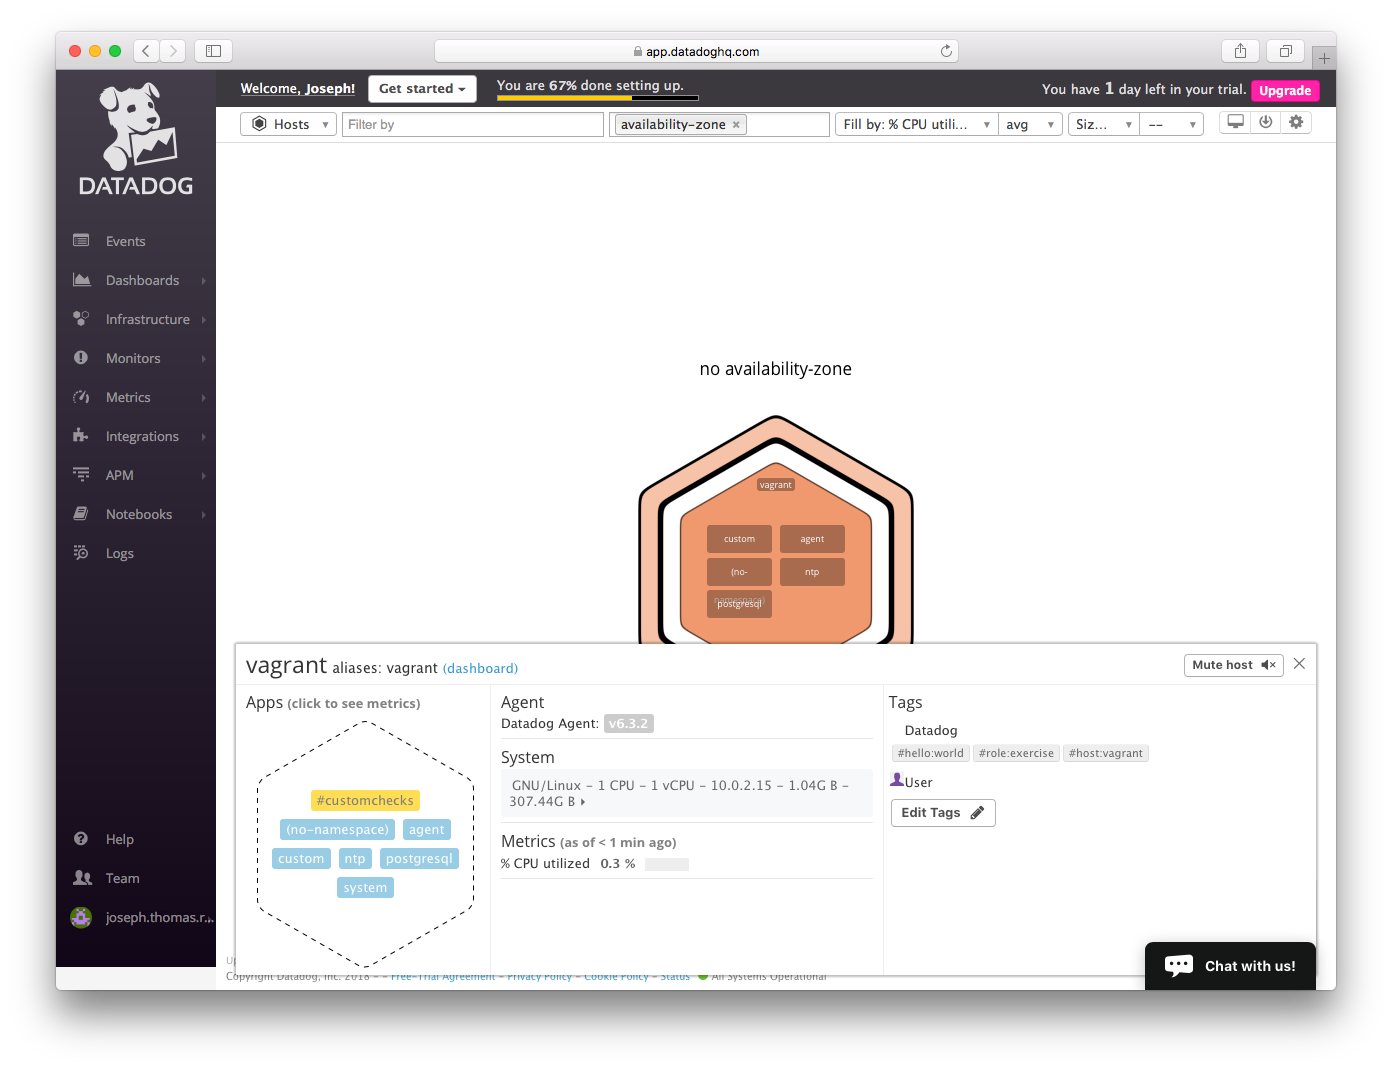 app.datadoghq.com
DATADOG
Welcome, Joseph!
Get started
You are 67% done setting up.
You have 1 day left in your trial.
Upgrade
Hosts
Filter by
availability-zone ×
Fill by: % CPU utili...
avg
Siz...
--
Events
Dashboards
Infrastructure
Monitors
Metrics
Integrations
APM
Notebooks
Logs
Help
Team
joseph.thomas.r...
no availability-zone
vagrant
custom
agent
(no-
namespace)
ntp
postgresql
vagrant aliases: vagrant (dashboard)
Mute host
Apps (click to see metrics)
#customchecks
(no-namespace)
agent
custom
ntp
postgresql
system
Agent
Datadog Agent: v6.3.2
System
GNU/Linux - 1 CPU - 1 vCPU - 10.0.2.15 - 1.04G B -
307.44G B
Metrics (as of < 1 min ago)
% CPU utilized 0.3 %
Tags
Datadog
#hello:world
#role:exercise
#host:vagrant
User
Edit Tags
Copyright Datadog, Inc. 2018 - - Free-Trial Agreement - Privacy Policy - Cookie Policy - Status All Systems Operational
Chat with us!